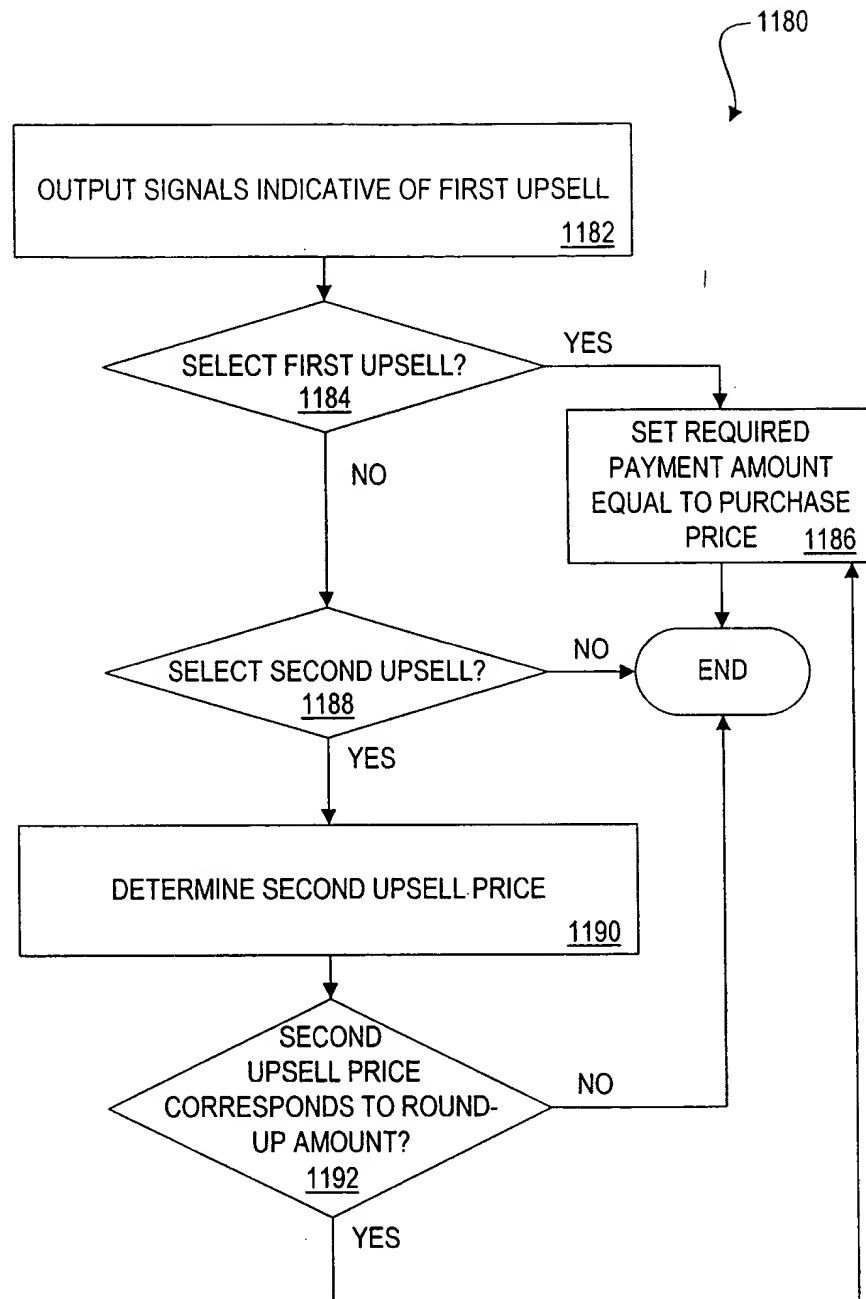 1180
OUTPUT SIGNALS INDICATIVE OF FIRST UPSELL
1182
SELECT FIRST UPSELL?
1184
YES
NO
SET REQUIRED
PAYMENT AMOUNT
EQUAL TO PURCHASE
PRICE 1186
SELECT SECOND UPSELL?
1188
NO
END
YES
DETERMINE SECOND UPSELL PRICE
1190
SECOND
UPSELL PRICE
CORRESPONDS TO ROUND-
UP AMOUNT?
1192
NO
YES